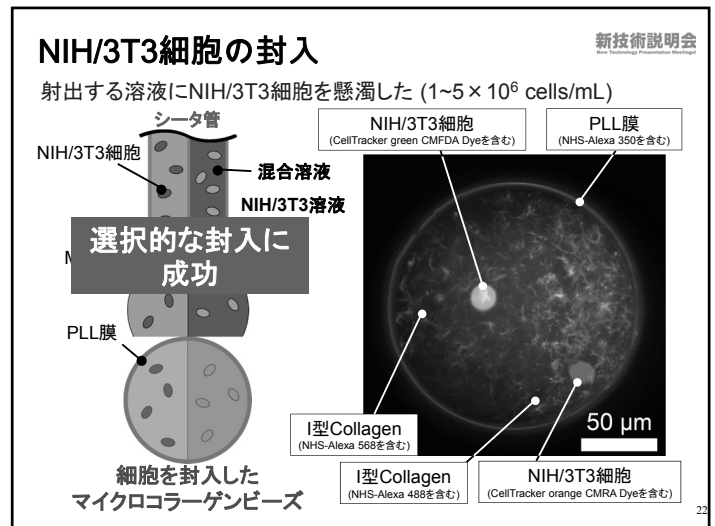 NIH/3T3細胞の封入
新技術説明会
New Technology Presentation Meetings!
射出する溶液にNIH/3T3細胞を懸濁した (1~5×10⁶ cells/mL)
シータ管
NIH/3T3細胞
混合溶液
NIH/3T3溶液
選択的な封入に
成功
PLL膜
細胞を封入した
マイクロコラーゲンビーズ
NIH/3T3細胞
(CellTracker green CMFDA Dyeを含む)
PLL膜
(NHS-Alexa 350を含む)
I型Collagen
(NHS-Alexa 568を含む)
I型Collagen
(NHS-Alexa 488を含む)
NIH/3T3細胞
(CellTracker orange CMRA Dyeを含む)
50 µm
22